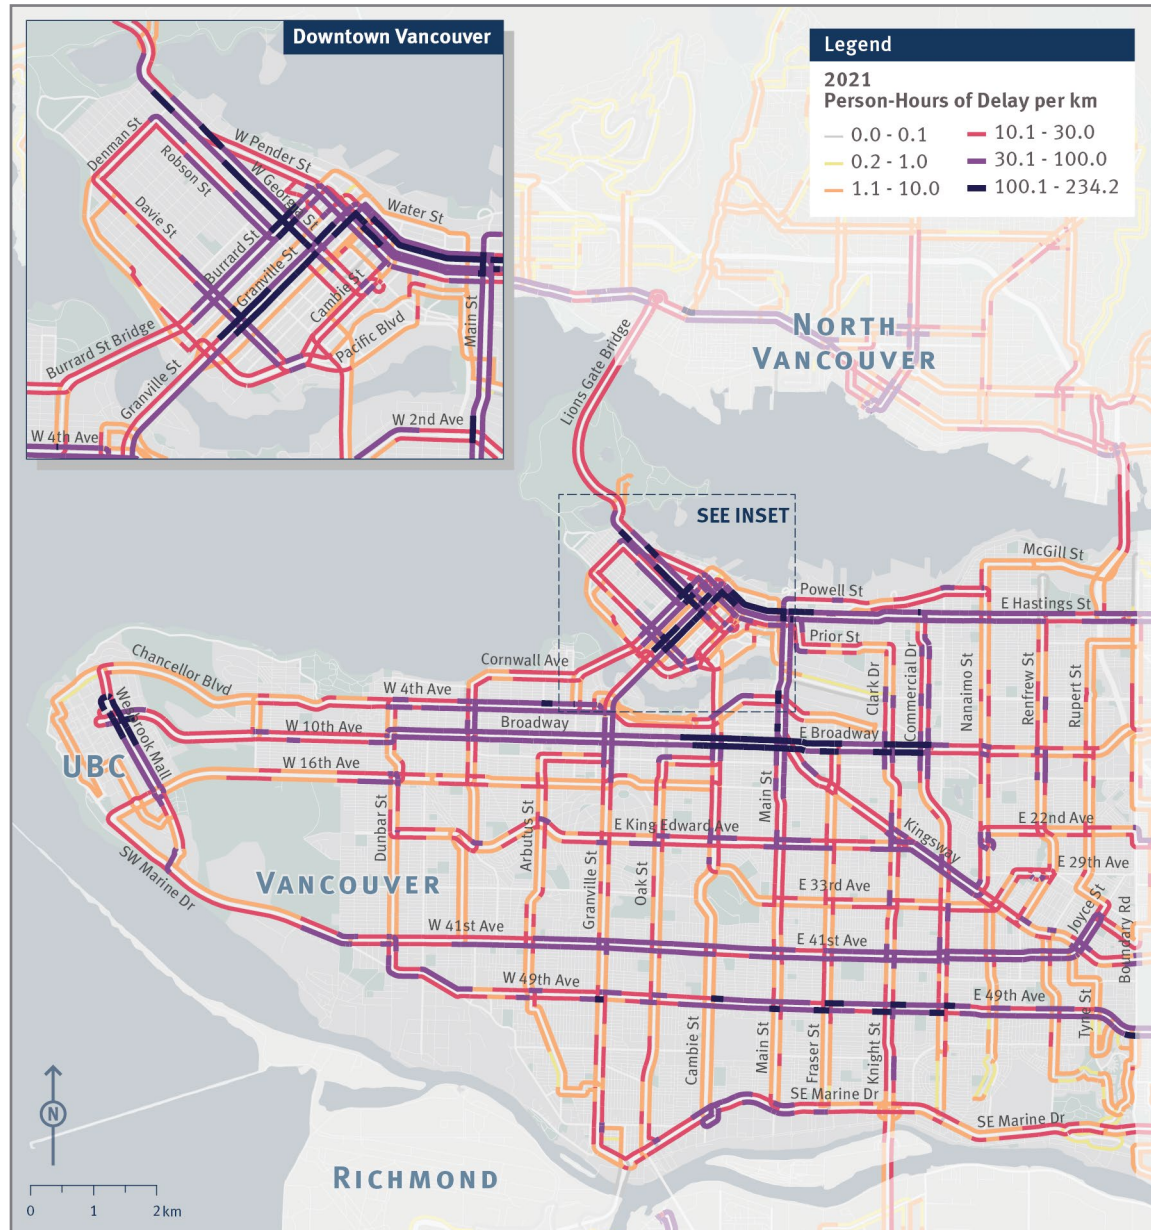 Downtown Vancouver
Denman St
Robson St
W Pender St
W Georgia St
Davie St
Burrard St
Granville St
Water St
Cambie St
Pacific Blvd
Main St
Burrard St Bridge
Granville St
W 4th Ave
W 2nd Ave
Legend
2021
Person-Hours of Delay per km
0.0 - 0.1
0.2 - 1.0
1.1 - 10.0
10.1 - 30.0
30.1 - 100.0
100.1 - 234.2
NORTH
VANCOUVER
Lions Gate Bridge
SEE INSET
McGill St
Powell St
E Hastings St
Prior St
Chancellor Blvd
Cornwall Ave
W 4th Ave
Clark Dr
Commercial Dr
Nanaimo St
Renfrew St
Rupert St
Wesbrook Mall
W 10th Ave
Broadway
E Broadway
UBC
W 16th Ave
Dunbar St
Arbutus St
Main St
E King Edward Ave
Kingsway
E 22nd Ave
SW Marine Dr
VANCOUVER
Granville St
Oak St
E 33rd Ave
E 29th Ave
Joyce St
Boundary Rd
W 41st Ave
E 41st Ave
W 49th Ave
E 49th Ave
Cambie St
Main St
Fraser St
Knight St
Tyne St
SE Marine Dr
SE Marine Dr
N
RICHMOND
0 1 2 km